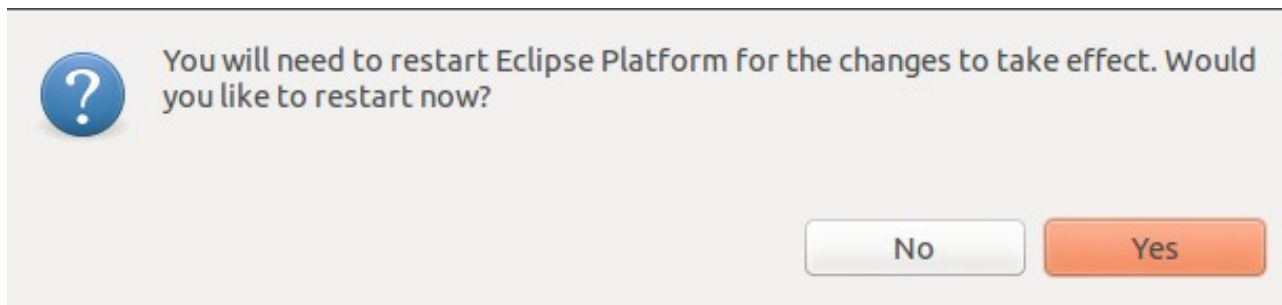 You will need to restart Eclipse Platform for the changes to take effect. Would
you like to restart now?
No
Yes